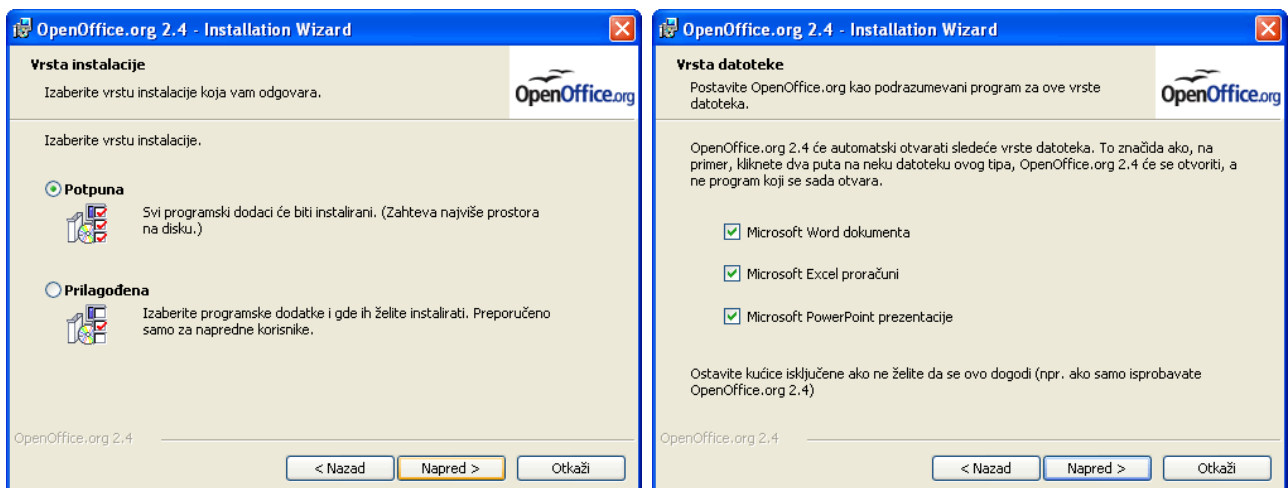 OpenOffice.org 2.4 - Installation Wizard
Vrsta instalacije
Izaberite vrstu instalacije koja vam odgovara.
OpenOffice.org
Izaberite vrstu instalacije.
Potpuna
Svi programski dodaci će biti instalirani. (Zahteva najviše prostora
na disku.)
Prilagođena
Izaberite programske dodatke i gde ih želite instalirati. Preporučeno
samo za napredne korisnike.
OpenOffice.org 2.4
< Nazad
Napred >
Otkaži
OpenOffice.org 2.4 - Installation Wizard
Vrsta datoteke
Postavite OpenOffice.org kao podrazumevani program za ove vrste
datoteka.
OpenOffice.org
OpenOffice.org 2.4 će automatski otvarati sledeće vrste datoteka. To značida ako, na
primer, kliknete dva puta na neku datoteku ovog tipa, OpenOffice.org 2.4 će se otvoriti, a
ne program koji se sada otvara.
Microsoft Word dokumenta
Microsoft Excel proračuni
Microsoft PowerPoint prezentacije
Ostavite kućice isključene ako ne želite da se ovo dogodi (npr. ako samo isprobavate
OpenOffice.org 2.4)
OpenOffice.org 2.4
< Nazad
Napred >
Otkaži